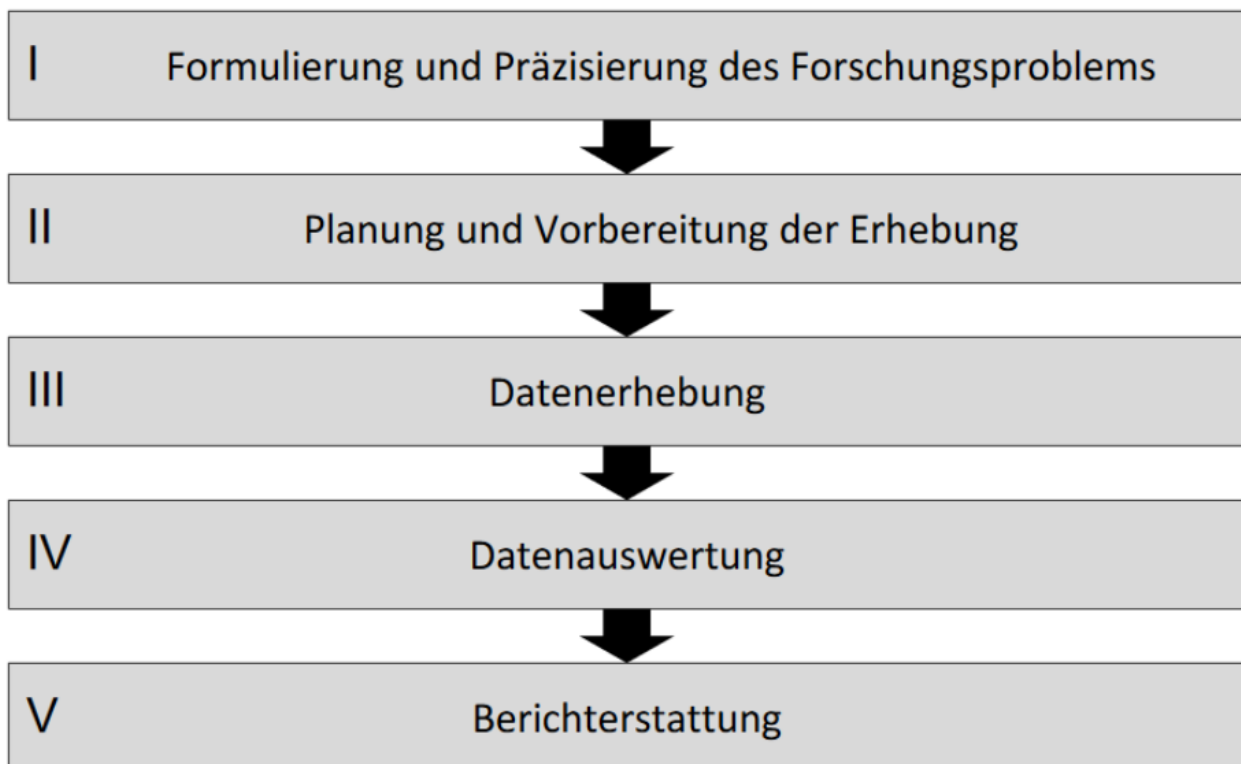 I Formulierung und Präzisierung des Forschungsproblems
II Planung und Vorbereitung der Erhebung
III Datenerhebung
IV Datenauswertung
V Berichterstattung